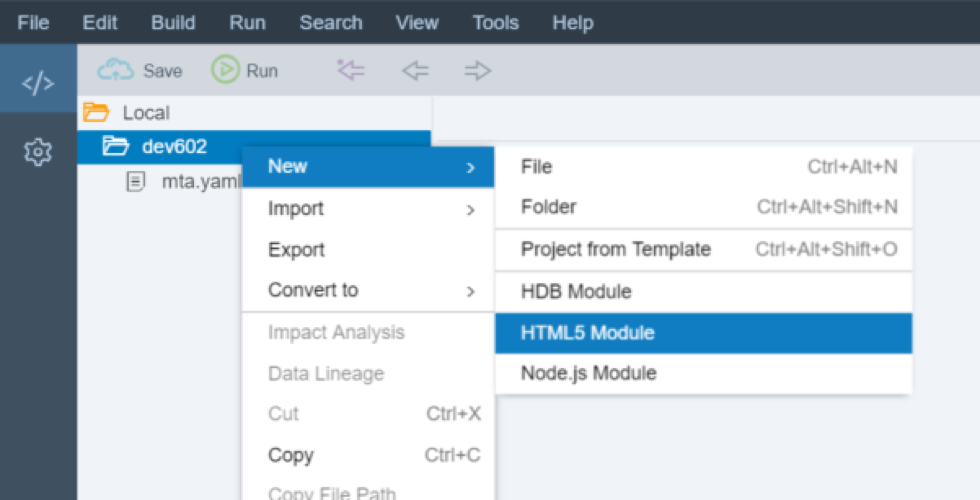 File Edit Build Run Search View Tools Help
</> Save Run
Local
dev602
mta.yaml
New
Import
Export
Convert to
Impact Analysis
Data Lineage
Cut Ctrl+X
Copy Ctrl+C
Copy File Path
File Ctrl+Alt+N
Folder Ctrl+Alt+Shift+N
Project from Template Ctrl+Alt+Shift+O
HDB Module
HTML5 Module
Node.js Module